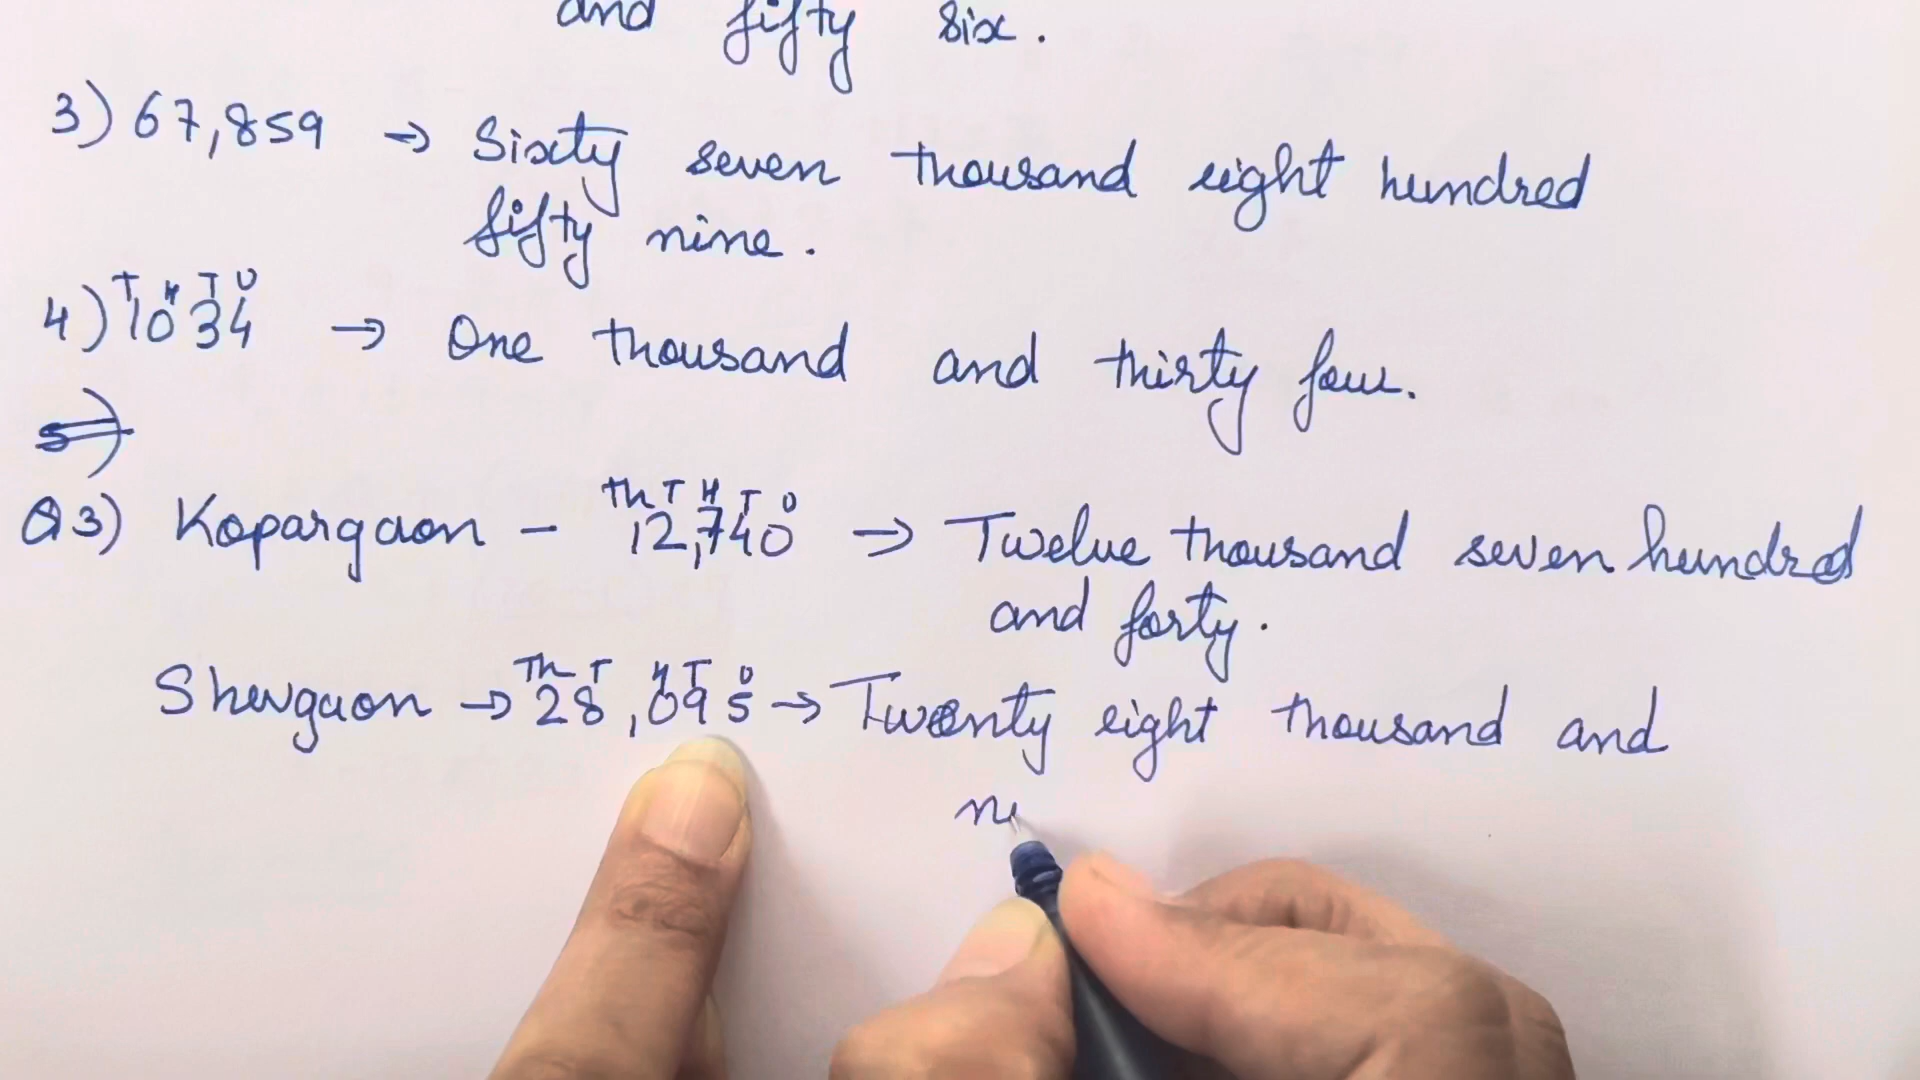 and fifty six.
3) 67,859 → Sixty seven thousand eight hundred
fifty nine.
T H T O
4) 1034 → One thousand and thirty four.
5)
Th T H T O
Q3) Kopargaon - 12,740 → Twelve thousand seven hundred
and forty.
Th T H T O
Shevgaon → 28,095 → Twenty eight thousand and
ni